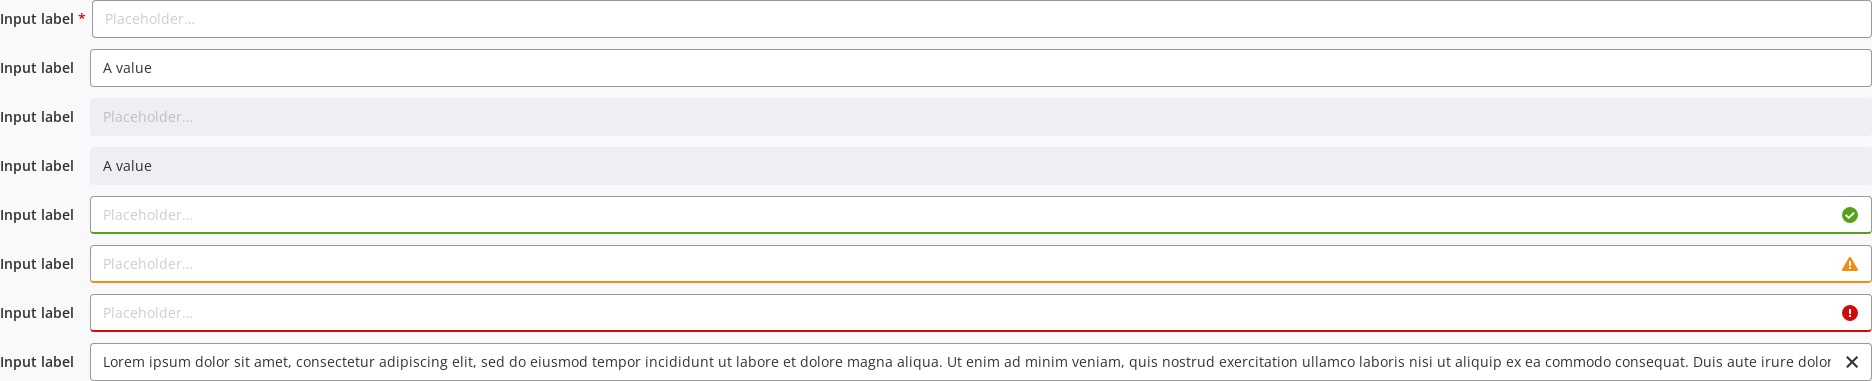 Input label * Placeholder...
Input label A value
Input label Placeholder...
Input label A value
Input label Placeholder...
Input label Placeholder...
Input label Placeholder...
Input label Lorem ipsum dolor sit amet, consectetur adipiscing elit, sed do eiusmod tempor incididunt ut labore et dolore magna aliqua. Ut enim ad minim veniam, quis nostrud exercitation ullamco laboris nisi ut aliquip ex ea commodo consequat. Duis aute irure dolor